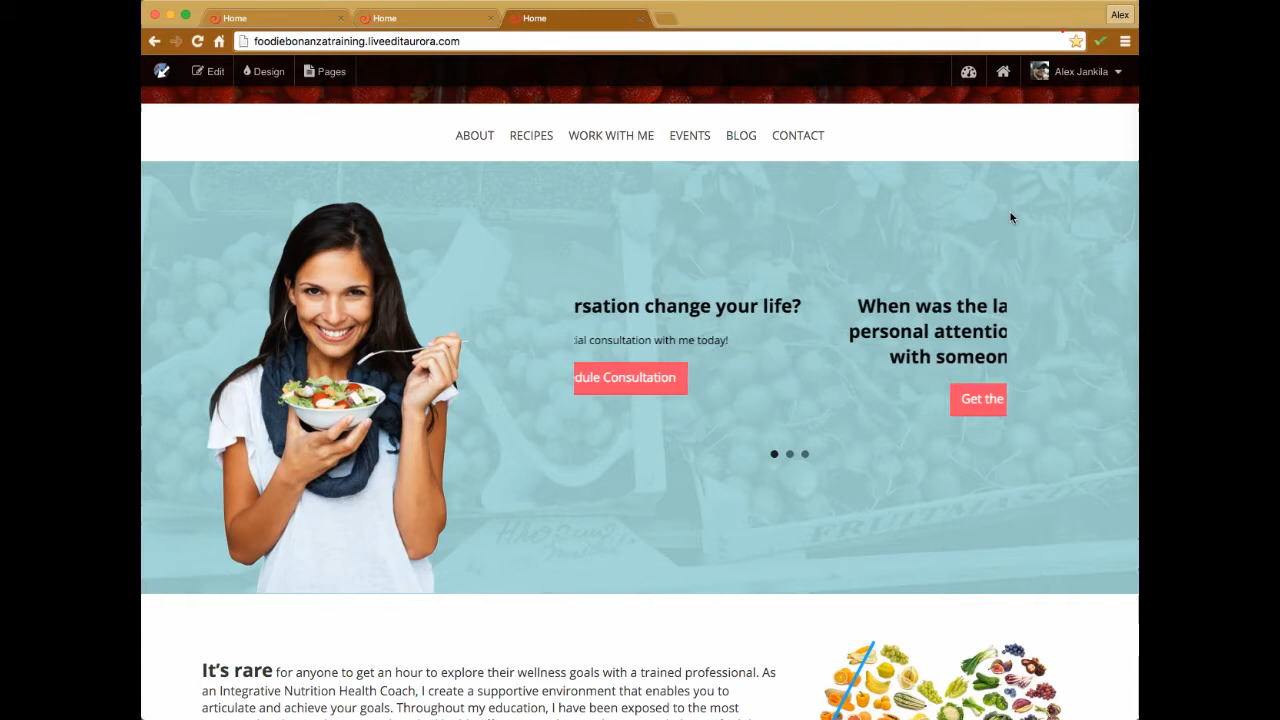 Home
Home
Home
Alex
foodiebonanzatraining.liveeditaurora.com
Edit
Design
Pages
Alex Jankila
ABOUT RECIPES WORK WITH ME EVENTS BLOG CONTACT
rsation change your life?
ial consultation with me today!
dule Consultation
When was the la
personal attentio
with someon
Get the
It's rare for anyone to get an hour to explore their wellness goals with a trained professional. As
an Integrative Nutrition Health Coach, I create a supportive environment that enables you to
articulate and achieve your goals. Throughout my education, I have been exposed to the most